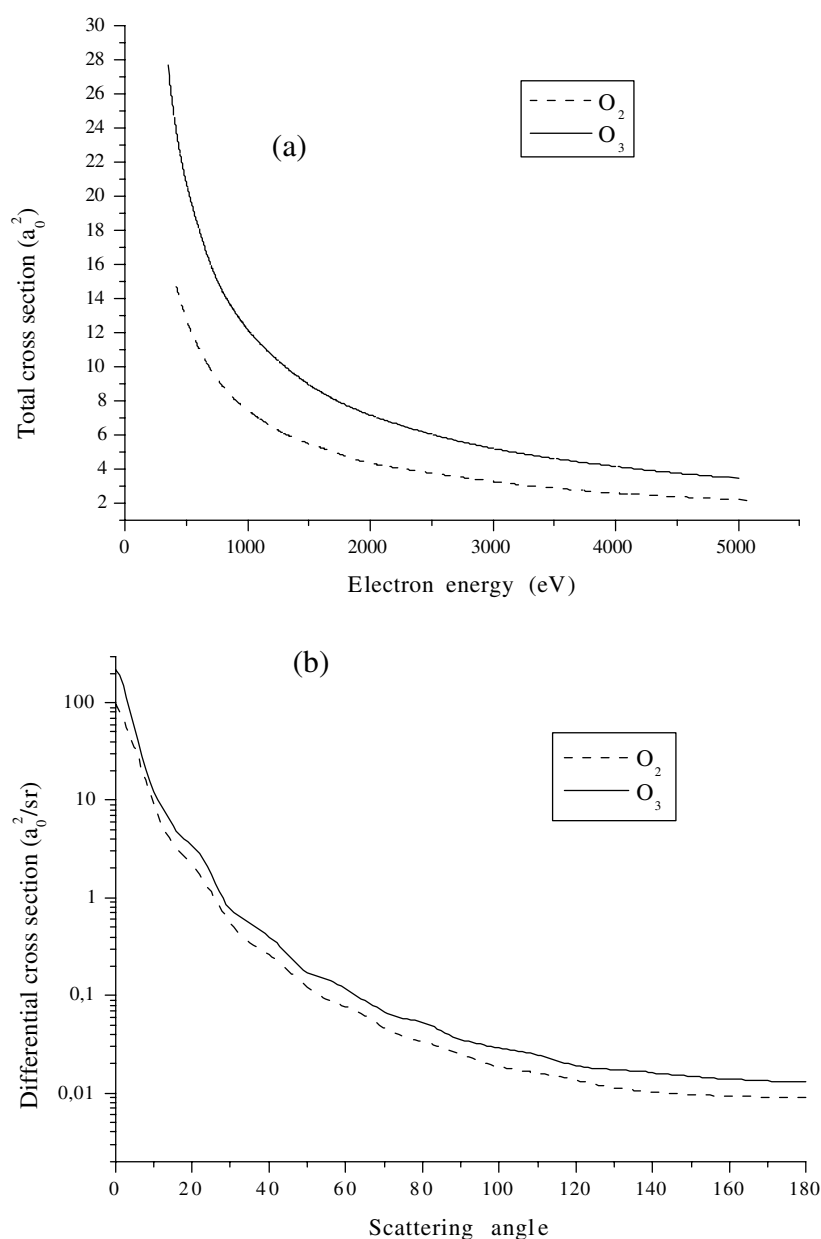 30
28
26
24
22
20
18
16
14
12
10
8
6
4
2
Total cross section (a₀²)
(a)
O₂
O₃
0 1000 2000 3000 4000 5000
Electron energy (eV)
(b)
100
10
1
0,1
0,01
Differential cross section (a₀²/sr)
O₂
O₃
0 20 40 60 80 100 120 140 160 180
Scattering angle